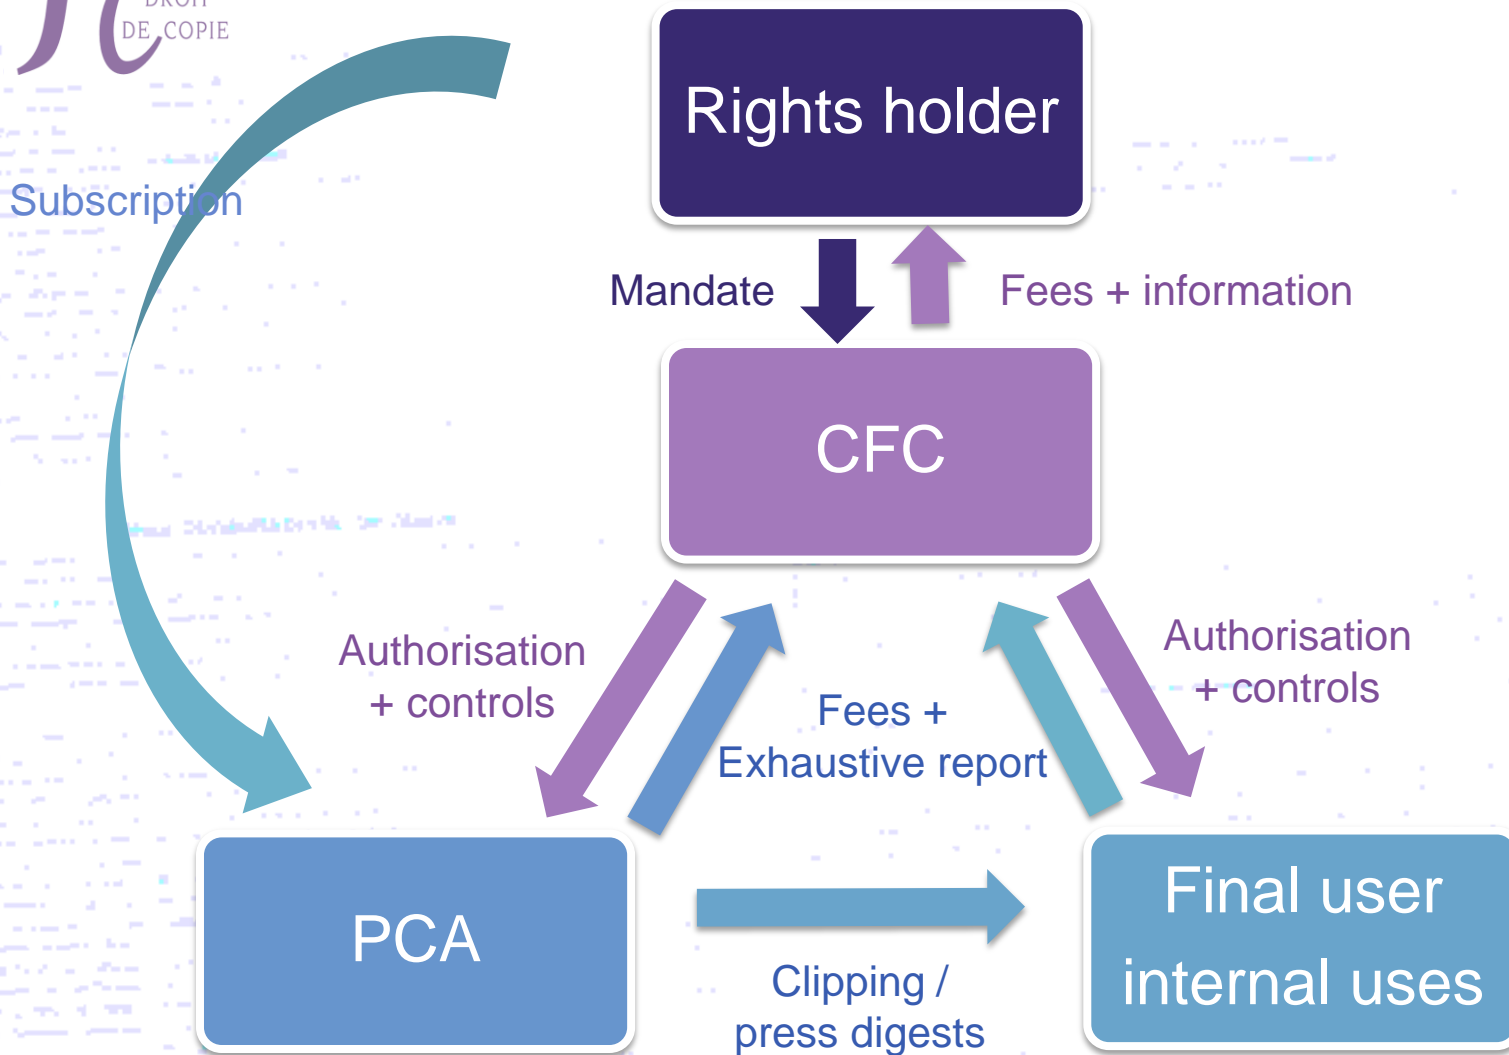 DROIT
DE COPIE
Rights holder
Subscription
Mandate
Fees + information
CFC
Authorisation
+ controls
Authorisation
+ controls
Fees +
Exhaustive report
PCA
Final user
internal uses
Clipping /
press digests